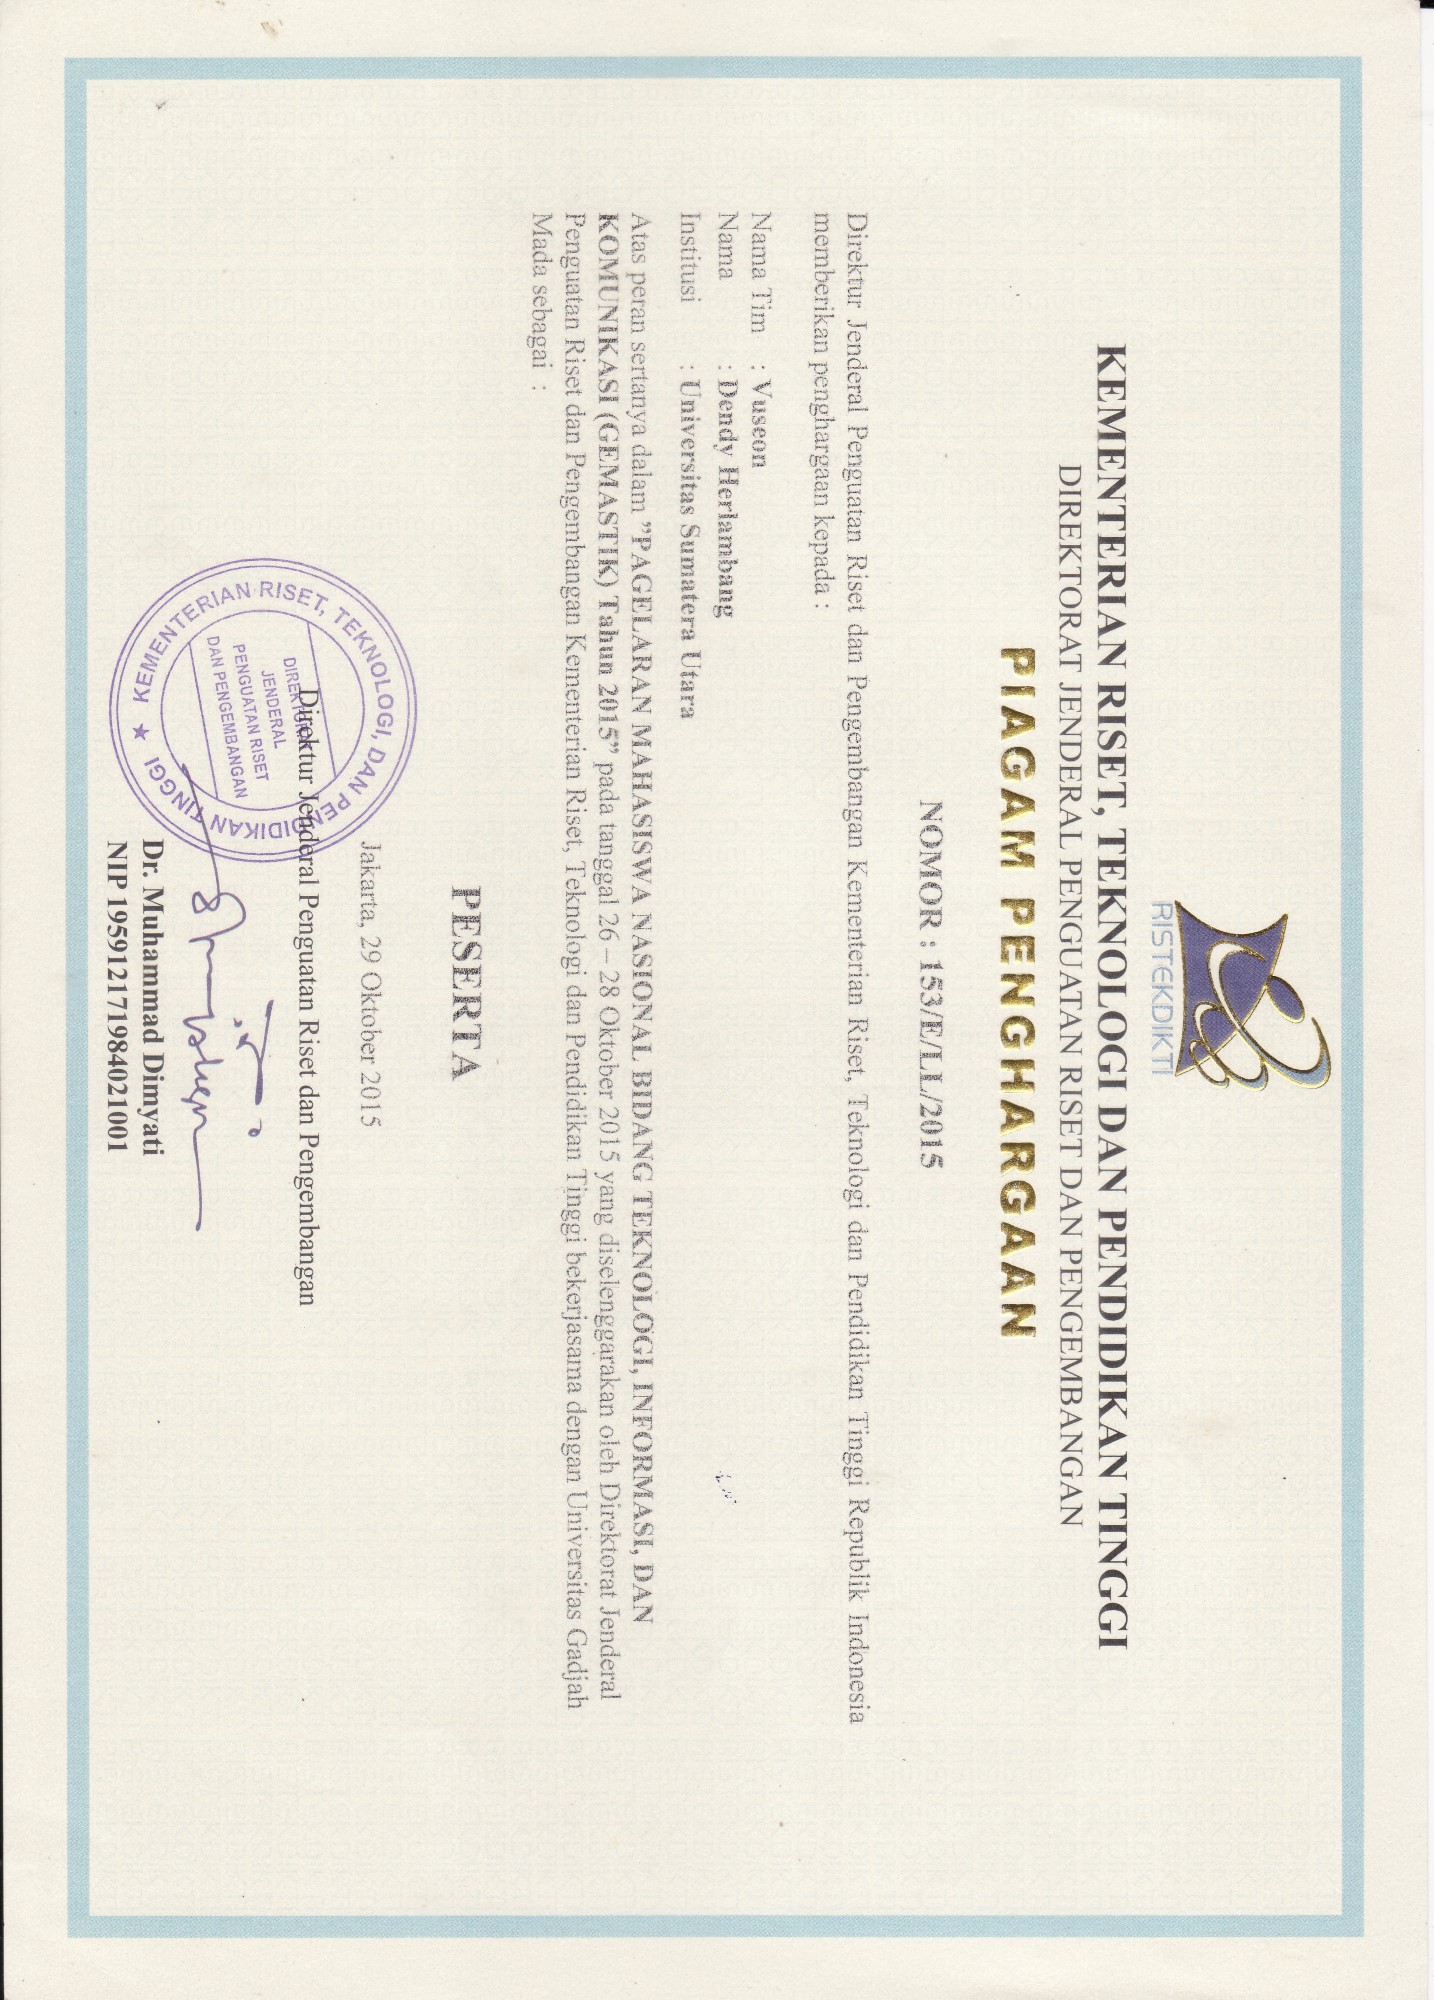 RISTEKDIKTI
KEMENTERIAN RISET, TEKNOLOGI DAN PENDIDIKAN TINGGI
DIREKTORAT JENDERAL PENGUATAN RISET DAN PENGEMBANGAN
PIAGAM PENGHARGAAN
NOMOR : 153/E/LL/2015
Direktur Jenderal Penguatan Riset dan Pengembangan Kementerian Riset, Teknologi dan Pendidikan Tinggi Republik Indonesia
memberikan penghargaan kepada :
Nama Tim : Vuseon
Nama : Dendy Herlambang
Institusi : Universitas Sumatera Utara
Atas peran sertanya dalam ”PAGELARAN MAHASISWA NASIONAL BIDANG TEKNOLOGI, INFORMASI, DAN
KOMUNIKASI (GEMASTIK) Tahun 2015” pada tanggal 26 – 28 Oktober 2015 yang diselenggarakan oleh Direktorat Jenderal
Penguatan Riset dan Pengembangan Kementerian Riset, Teknologi dan Pendidikan Tinggi bekerjasama dengan Universitas Gadjah
Mada sebagai :
PESERTA
Jakarta, 29 Oktober 2015
Direktur Jenderal Penguatan Riset dan Pengembangan
KEMENTERIAN RISET, TEKNOLOGI, DAN PENDIDIKAN TINGGI
DIREKTORAT
JENDERAL
PENGUATAN RISET
DAN PENGEMBANGAN
Dr. Muhammad Dimyati
NIP 195912171984021001